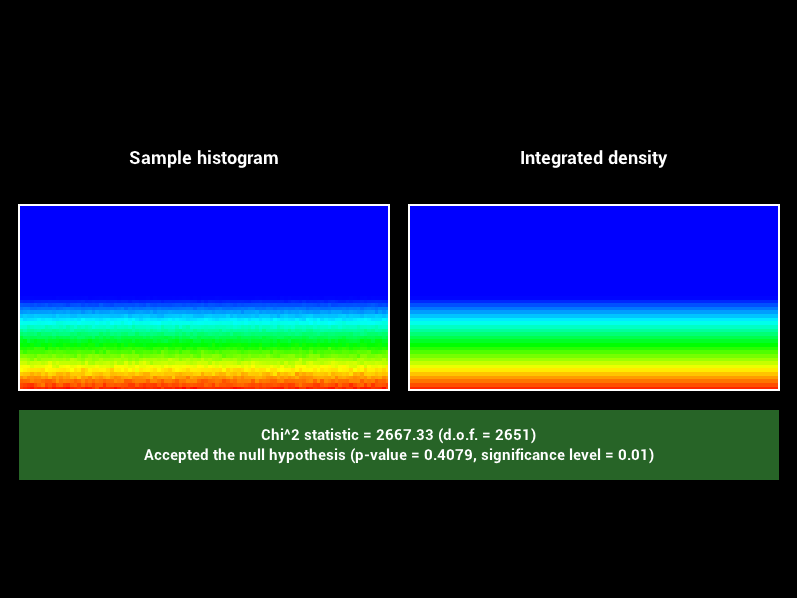 Sample histogram
Integrated density
Chi^2 statistic = 2667.33 (d.o.f. = 2651)
Accepted the null hypothesis (p-value = 0.4079, significance level = 0.01)